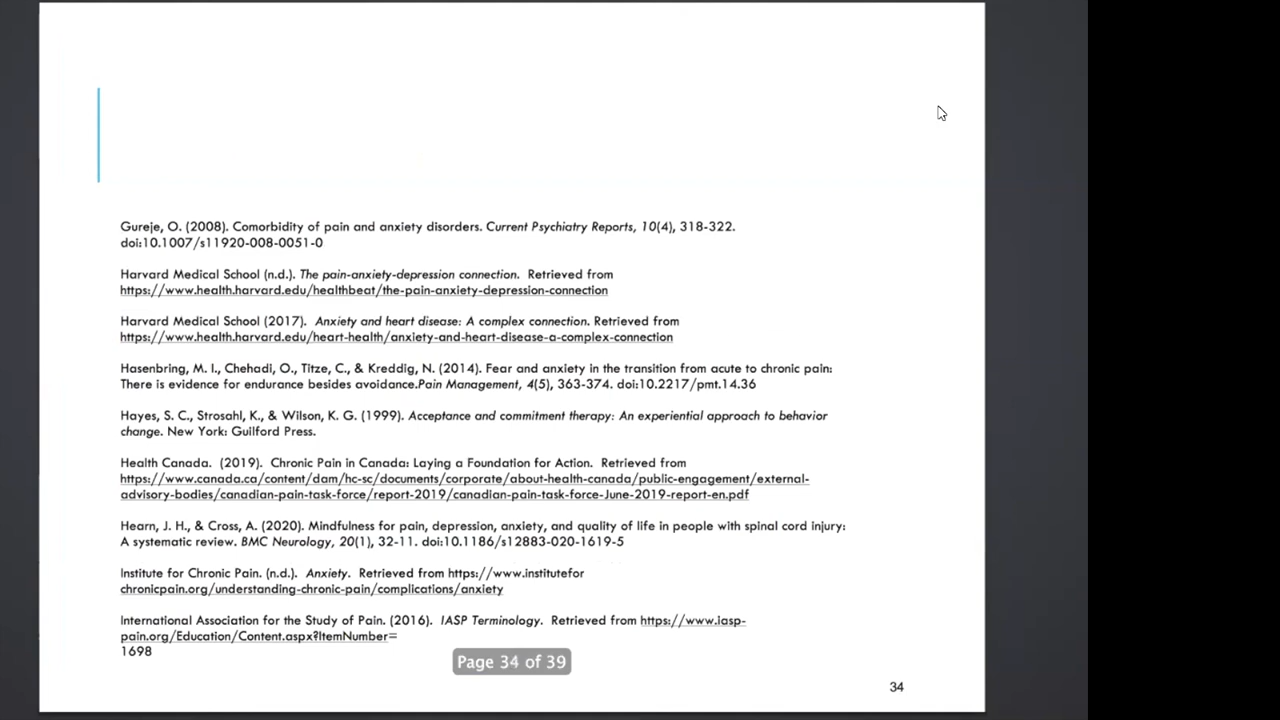 Gureje, O. (2008). Comorbidity of pain and anxiety disorders. Current Psychiatry Reports, 10(4), 318-322.
doi:10.1007/s11920-008-0051-0
Harvard Medical School (n.d.). The pain-anxiety-depression connection. Retrieved from
https://www.health.harvard.edu/healthbeat/the-pain-anxiety-depression-connection
Harvard Medical School (2017). Anxiety and heart disease: A complex connection. Retrieved from
https://www.health.harvard.edu/heart-health/anxiety-and-heart-disease-a-complex-connection
Hasenbring, M. I., Chehadi, O., Titze, C., & Kreddig, N. (2014). Fear and anxiety in the transition from acute to chronic pain:
There is evidence for endurance besides avoidance.Pain Management, 4(5), 363-374. doi:10.2217/pmt.14.36
Hayes, S. C., Strosahl, K., & Wilson, K. G. (1999). Acceptance and commitment therapy: An experiential approach to behavior
change. New York: Guilford Press.
Health Canada. (2019). Chronic Pain in Canada: Laying a Foundation for Action. Retrieved from
https://www.canada.ca/content/dam/hc-sc/documents/corporate/about-health-canada/public-engagement/external-
advisory-bodies/canadian-pain-task-force/report-2019/canadian-pain-task-force-June-2019-report-en.pdf
Hearn, J. H., & Cross, A. (2020). Mindfulness for pain, depression, anxiety, and quality of life in people with spinal cord injury:
A systematic review. BMC Neurology, 20(1), 32-11. doi:10.1186/s12883-020-1619-5
Institute for Chronic Pain. (n.d.). Anxiety. Retrieved from https://www.institutefor
chronicpain.org/understanding-chronic-pain/complications/anxiety
International Association for the Study of Pain. (2016). IASP Terminology. Retrieved from https://www.iasp-
pain.org/Education/Content.aspx?ItemNumber=
1698
Page 34 of 39
34